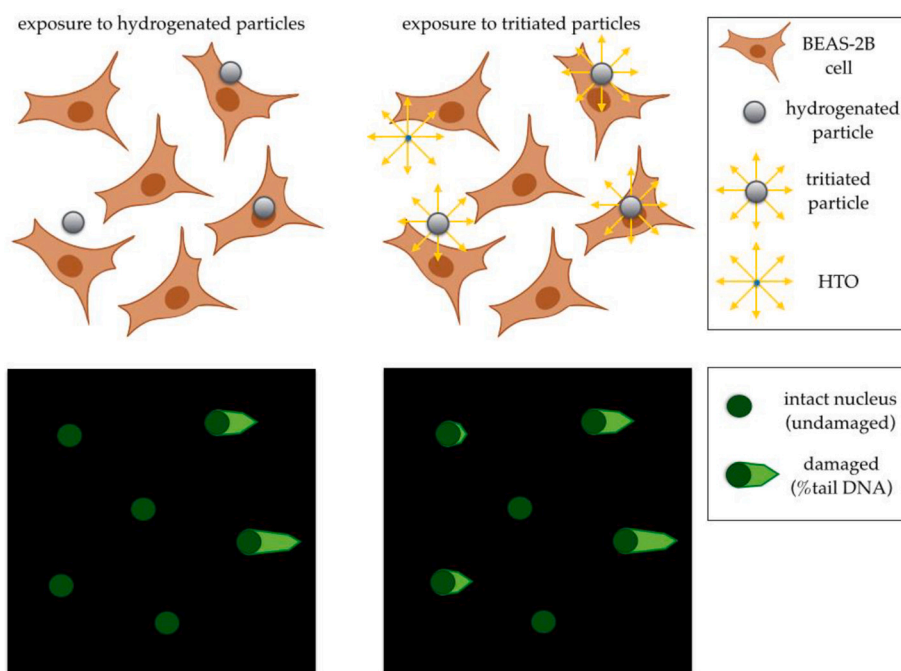 exposure to hydrogenated particles
exposure to tritiated particles
BEAS-2B
cell
hydrogenated
particle
tritiated
particle
HTO
intact nucleus
(undamaged)
damaged
(%tail DNA)